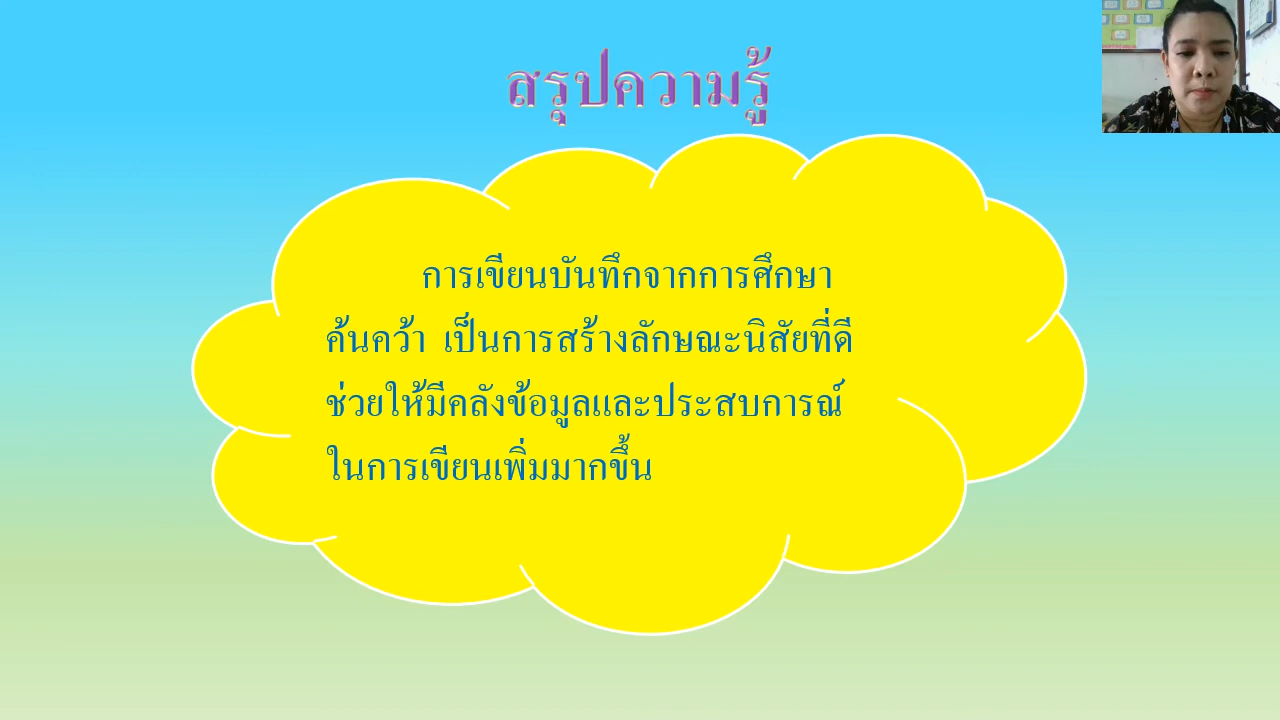 สรุปความรู้
การเขียนบันทึกจากการศึกษา
ค้นคว้า เป็นการสร้างลักษณะนิสัยที่ดี
ช่วยให้มีคลังข้อมูลและประสบการณ์
ในการเขียนเพิ่มมากขึ้น